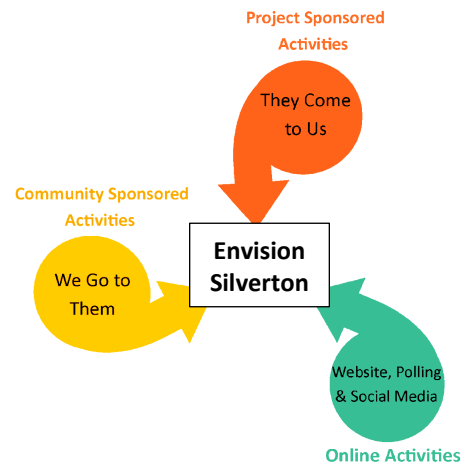 Project Sponsored
Activities
They Come
to Us
Community Sponsored
Activities
We Go to
Them
Envision
Silverton
Website, Polling
& Social Media
Online Activities